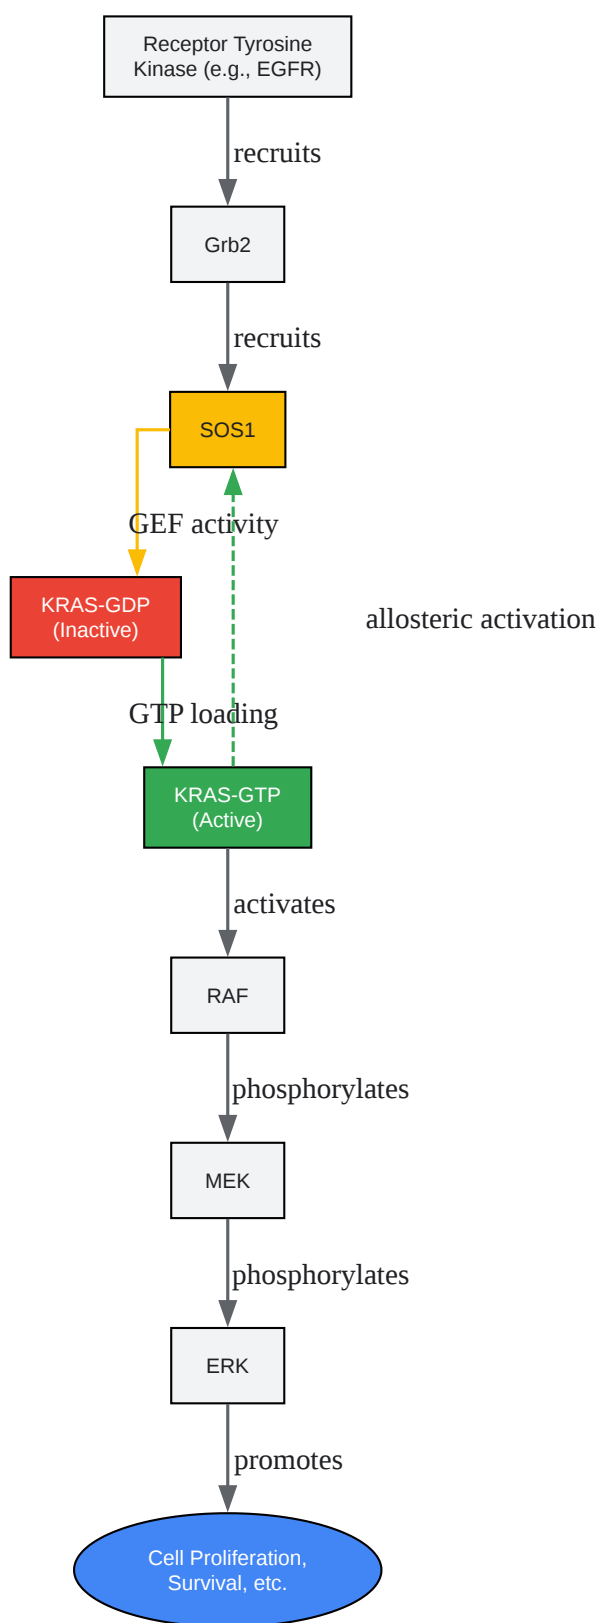 Receptor Tyrosine
Kinase (e.g., EGFR)
recruits
Grb2
recruits
SOS1
GEF activity
KRAS-GDP
(Inactive)
allosteric activation
GTP loading
KRAS-GTP
(Active)
activates
RAF
phosphorylates
MEK
phosphorylates
ERK
promotes
Cell Proliferation,
Survival, etc.